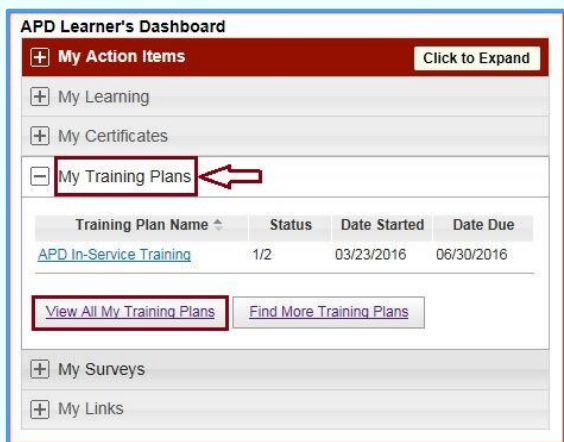 APD Learner's Dashboard
My Action Items Click to Expand
My Learning
My Certificates
My Training Plans
Training Plan Name Status Date Started Date Due
APD In-Service Training 1/2 03/23/2016 06/30/2016
View All My Training Plans Find More Training Plans
My Surveys
My Links